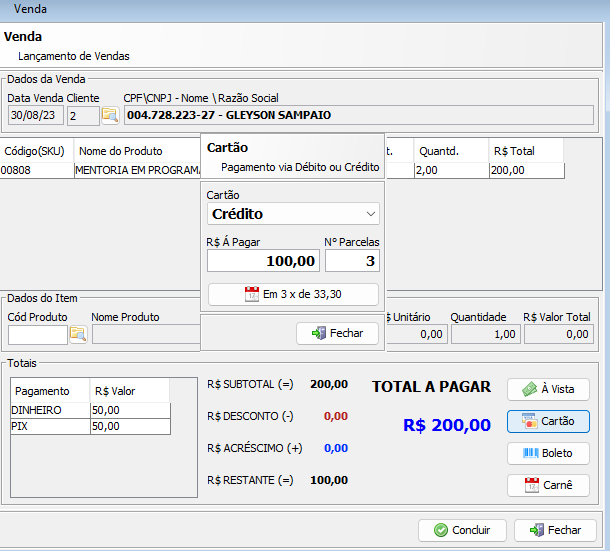 Venda
Venda
Lançamento de Vendas
Dados da Venda
Data Venda Cliente CPF\CNPJ - Nome \ Razão Social
30/08/23 2 004.728.223-27 - GLEYSON SAMPAIO
Código(SKU) Nome do Produto t. Quantd. R$ Total
00808 MENTORIA EM PROGRAMA 2,00 200,00
Cartão
Pagamento via Débito ou Crédito
Cartão
Crédito
R$ Á Pagar Nº Parcelas
100,00 3
Em 3 x de 33,30
Fechar
Dados do Item
Cód Produto Nome Produto $ Unitário Quantidade R$ Valor Total
0,00 1,00 0,00
Totais
Pagamento R$ Valor
DINHEIRO 50,00
PIX 50,00
R$ SUBTOTAL (=) 200,00
R$ DESCONTO (-) 0,00
R$ ACRÉSCIMO (+) 0,00
R$ RESTANTE (=) 100,00
TOTAL A PAGAR
R$ 200,00
À Vista
Cartão
Boleto
Carnê
Concluir Fechar